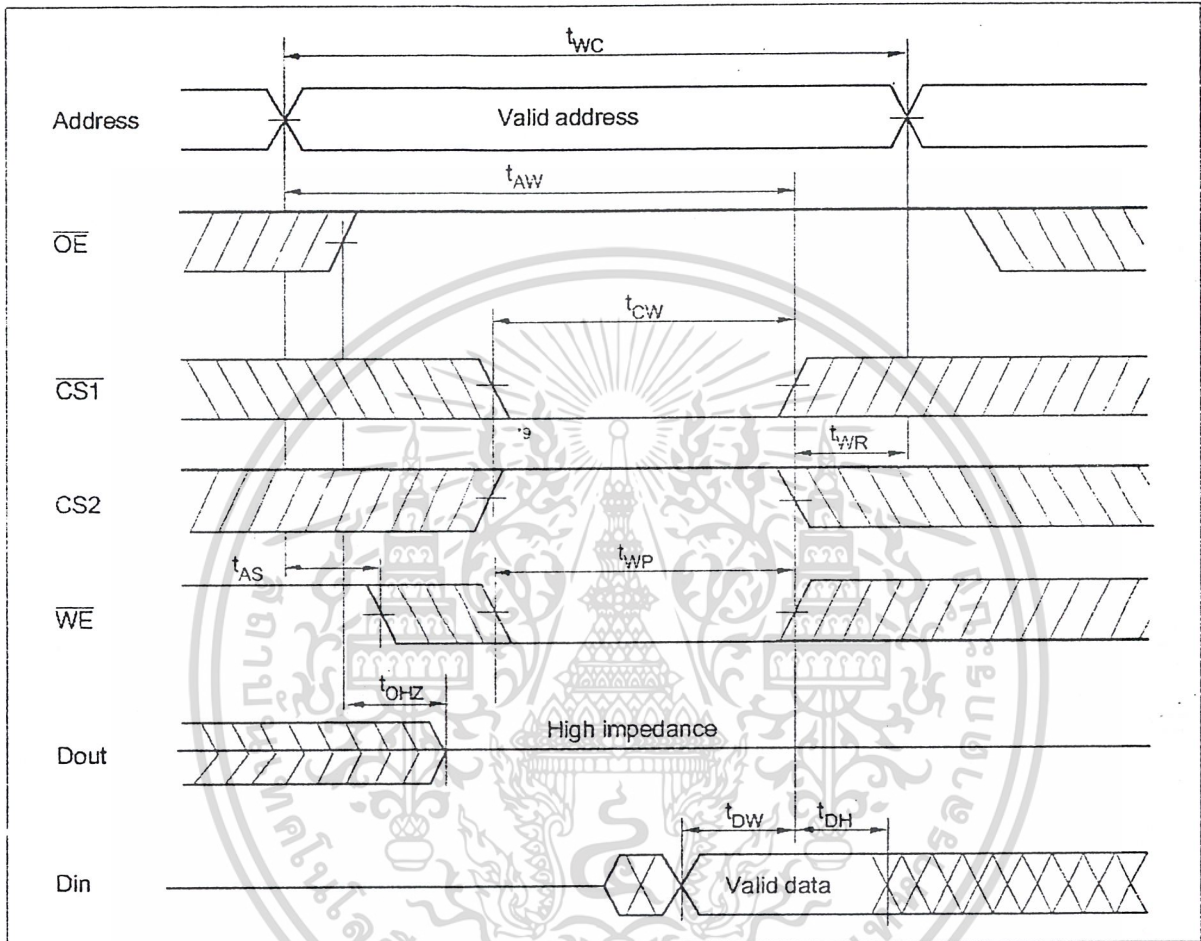 tWC
Address
Valid address
tAW
OE
tCW
CS1
tWR
CS2
tAS
tWP
WE
tOHZ
High impedance
Dout
tDW
tDH
Din
Valid data